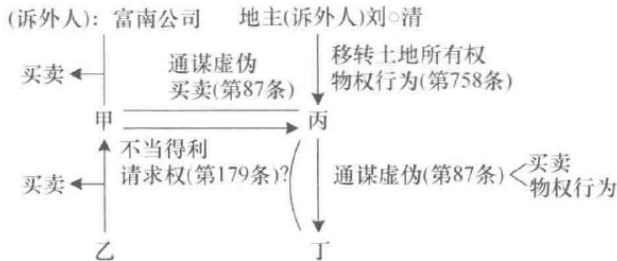 (诉外人)：富南公司 地主(诉外人)刘○清
买卖
通谋虚伪
买卖(第87条)
移转土地所有权
物权行为(第758条)
甲 丙
不当得利
请求权(第179条)?
买卖
通谋虚伪(第87条)
买卖
物权行为
乙 丁